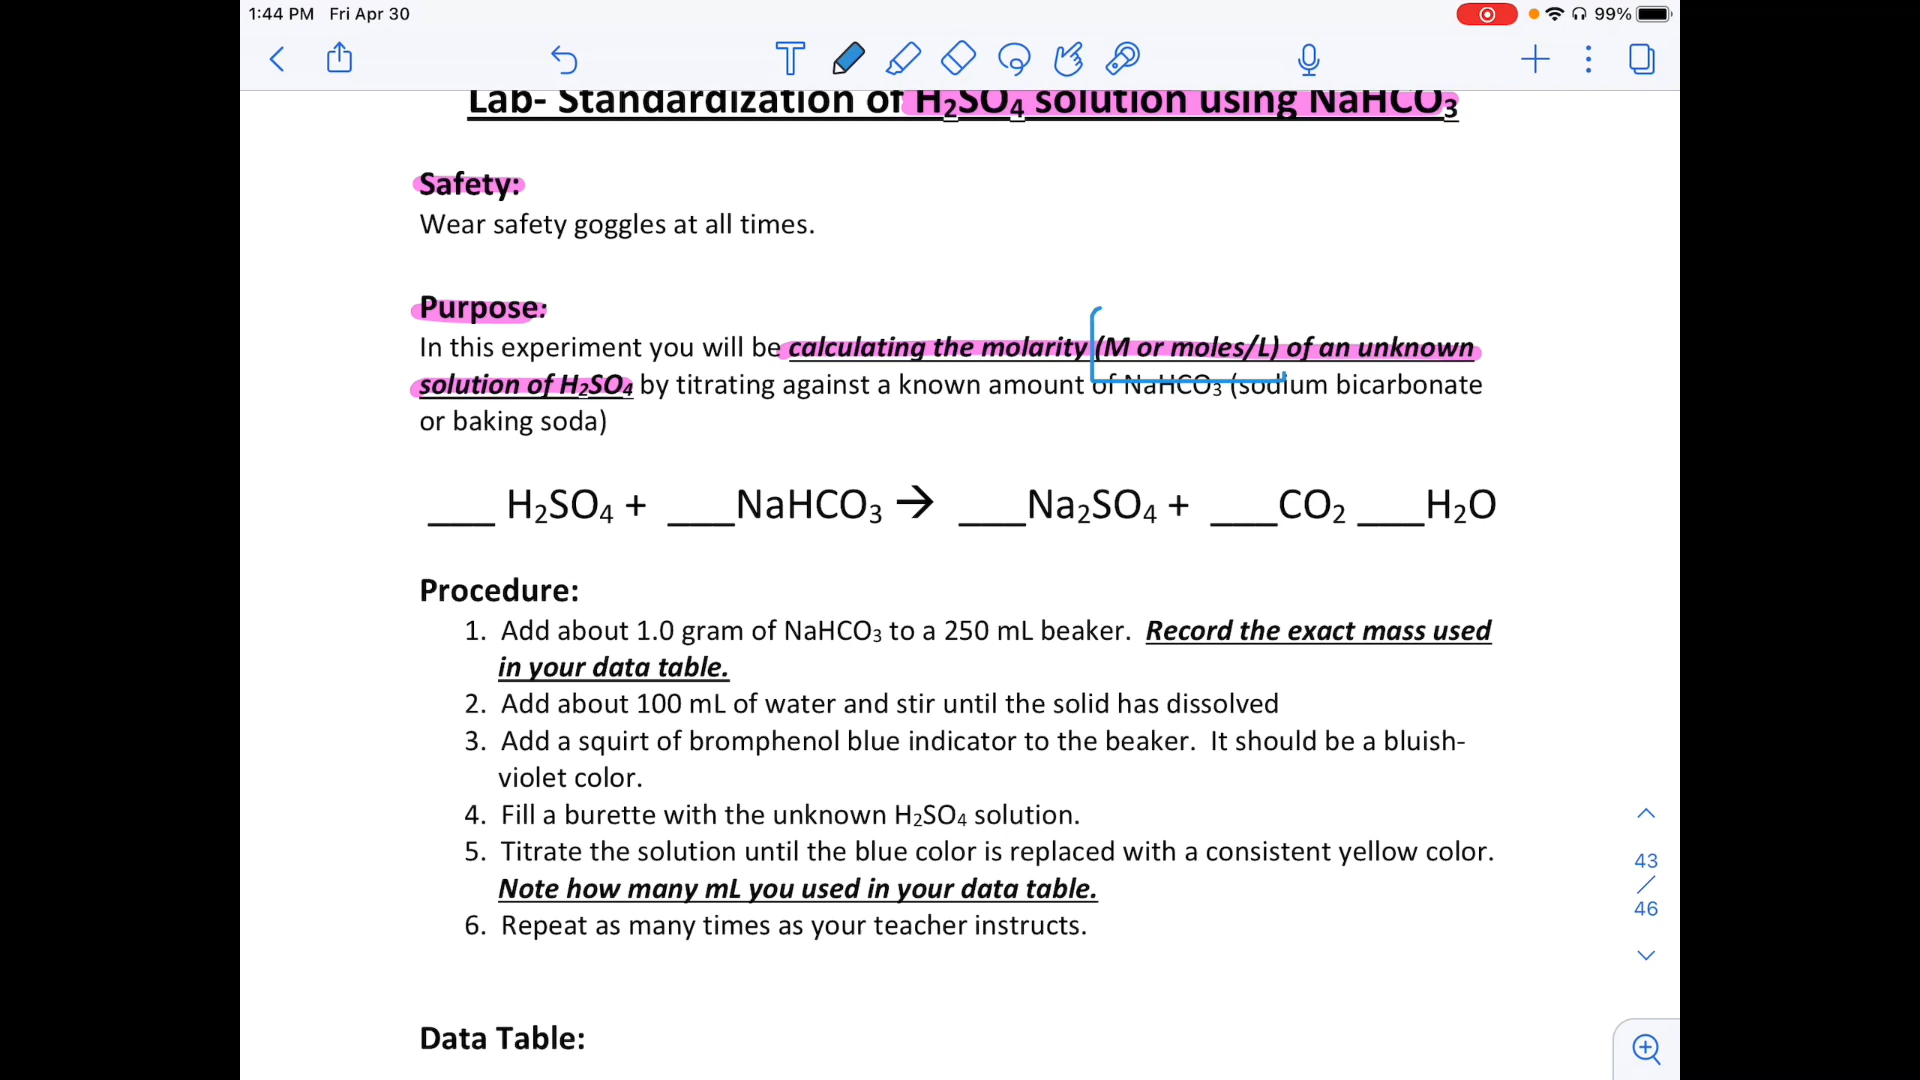 1:44 PM Fri Apr 30
99%
Lab- Standardization of H₂SO₄ solution using NaHCO₃
Safety:
Wear safety goggles at all times.
Purpose:
In this experiment you will be calculating the molarity (M or moles/L) of an unknown
solution of H₂SO₄ by titrating against a known amount of NaHCO₃ (sodium bicarbonate
or baking soda)
___ H₂SO₄ + ___NaHCO₃ → ___Na₂SO₄ + ___CO₂ ___H₂O
Procedure:
1. Add about 1.0 gram of NaHCO₃ to a 250 mL beaker. Record the exact mass used
in your data table.
2. Add about 100 mL of water and stir until the solid has dissolved
3. Add a squirt of bromphenol blue indicator to the beaker. It should be a bluish-
violet color.
4. Fill a burette with the unknown H₂SO₄ solution.
5. Titrate the solution until the blue color is replaced with a consistent yellow color.
Note how many mL you used in your data table.
6. Repeat as many times as your teacher instructs.
43
/
46
Data Table: